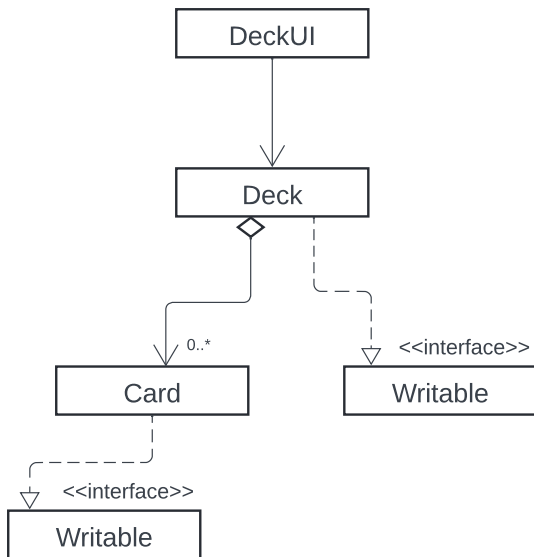 DeckUI
Deck
0..*
<<interface>>
Card
Writable
<<interface>>
Writable